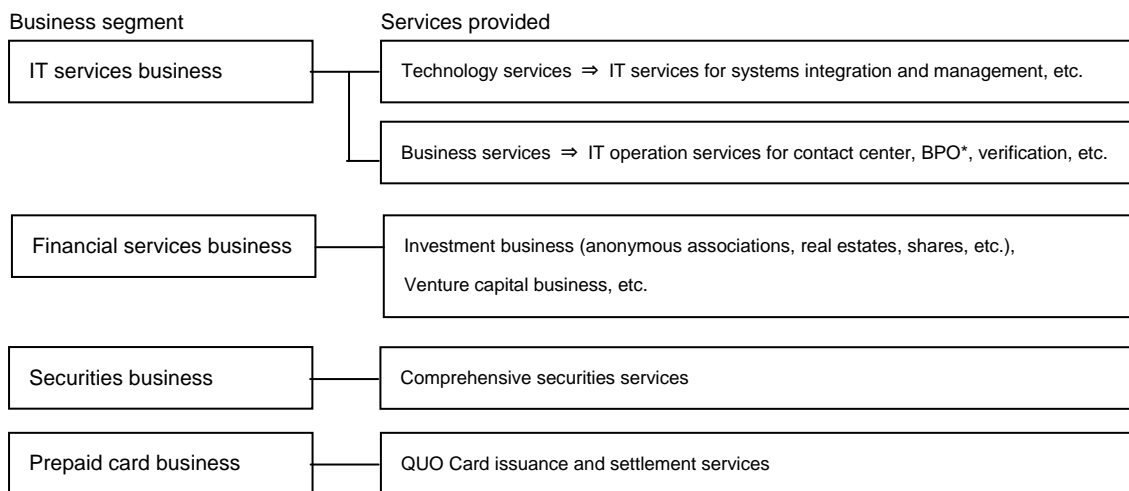 Business segment
Services provided
IT services business
Technology services ⇒ IT services for systems integration and management, etc.
Business services ⇒ IT operation services for contact center, BPO*, verification, etc.
Financial services business
Investment business (anonymous associations, real estates, shares, etc.),
Venture capital business, etc.
Securities business
Comprehensive securities services
Prepaid card business
QUO Card issuance and settlement services